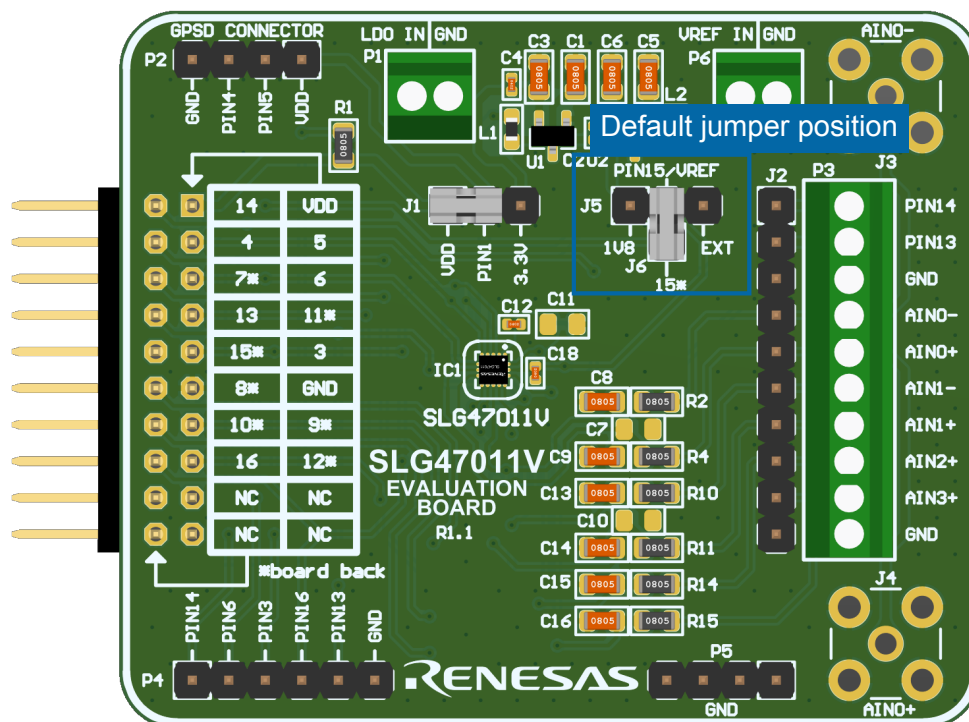 GPSD CONNECTOR
P2
GND
PIN4
PIN5
VDD
LDO IN GND
P1
C4
C3
C1
C6
C5
L2
VREF IN GND
P6
AIN0-
J3
R1
0805
0805
0805
0805
0805
L1
U1
C2
U2
Default jumper position
PIN15/VREF
J5
1V8
EXT
J6
15*
J1
VDD
PIN1
3.3V
J2
P3
PIN14
PIN13
GND
AIN0-
AIN0+
AIN1-
AIN1+
AIN2+
AIN3+
GND
14 VDD
4 5
7* 6
13 11*
15* 3
8* GND
10* 9*
16 12*
NC NC
NC NC
*board back
C12
C11
C18
IC1
RENESAS
SLG47011V
SLG47011V
EVALUATION
BOARD
R1.1
C8
0805 0805 R2
C7
C9 0805 0805 R4
C13 0805 0805 R10
C10
C14 0805 0805 R11
C15 0805 0805 R14
C16 0805 0805 R15
J4
AIN0+
PIN14
PIN6
PIN3
PIN16
PIN13
GND
P4
RENESAS
P5
GND